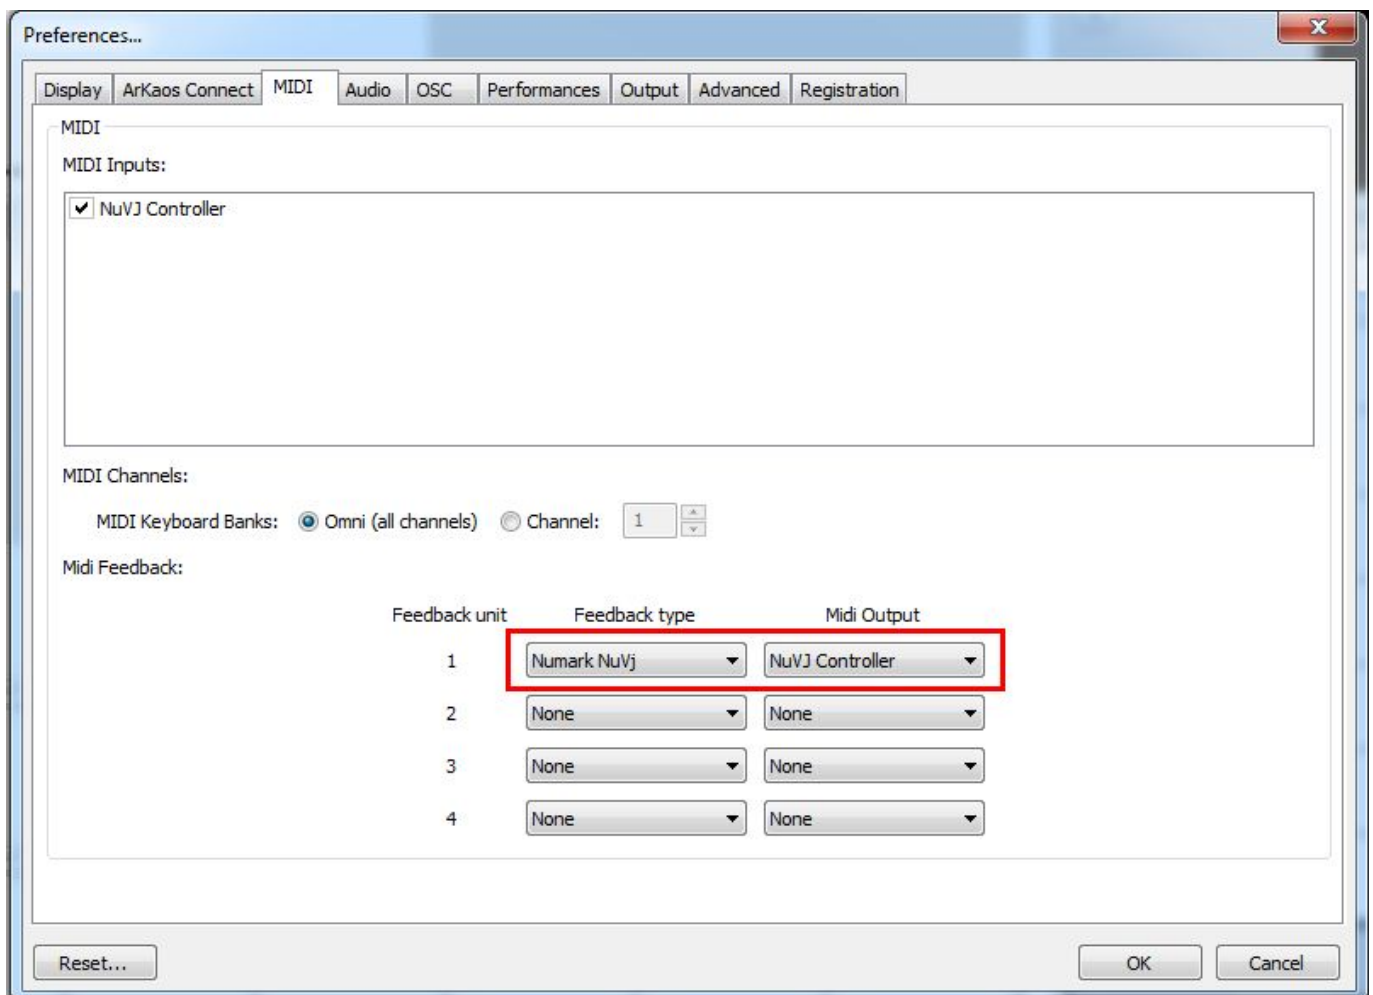 Preferences...
Display ArKaos Connect MIDI Audio OSC Performances Output Advanced Registration
MIDI
MIDI Inputs:
NuVJ Controller
MIDI Channels:
MIDI Keyboard Banks: Omni (all channels) Channel: 1
Midi Feedback:
Feedback unit Feedback type Midi Output
1 Numark NuVj NuVJ Controller
2 None None
3 None None
4 None None
Reset... OK Cancel